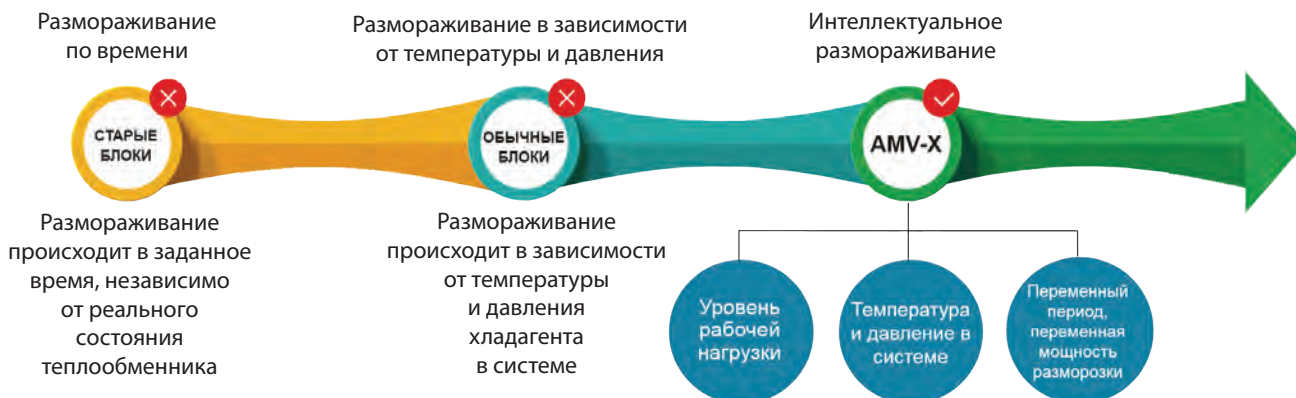 Размораживание
по времени
Размораживание в зависимости
от температуры и давления
Интеллектуальное
размораживание
СТАРЫЕ
БЛОКИ
ОБЫЧНЫЕ
БЛОКИ
AMV-X
Размораживание
происходит в заданное
время, независимо
от реального
состояния
теплообменника
Размораживание
происходит в зависимости
от температуры
и давления
хладагента
в системе
Уровень
рабочей
нагрузки
Температура
и давление в
системе
Переменный
период,
переменная
мощность
разморозки